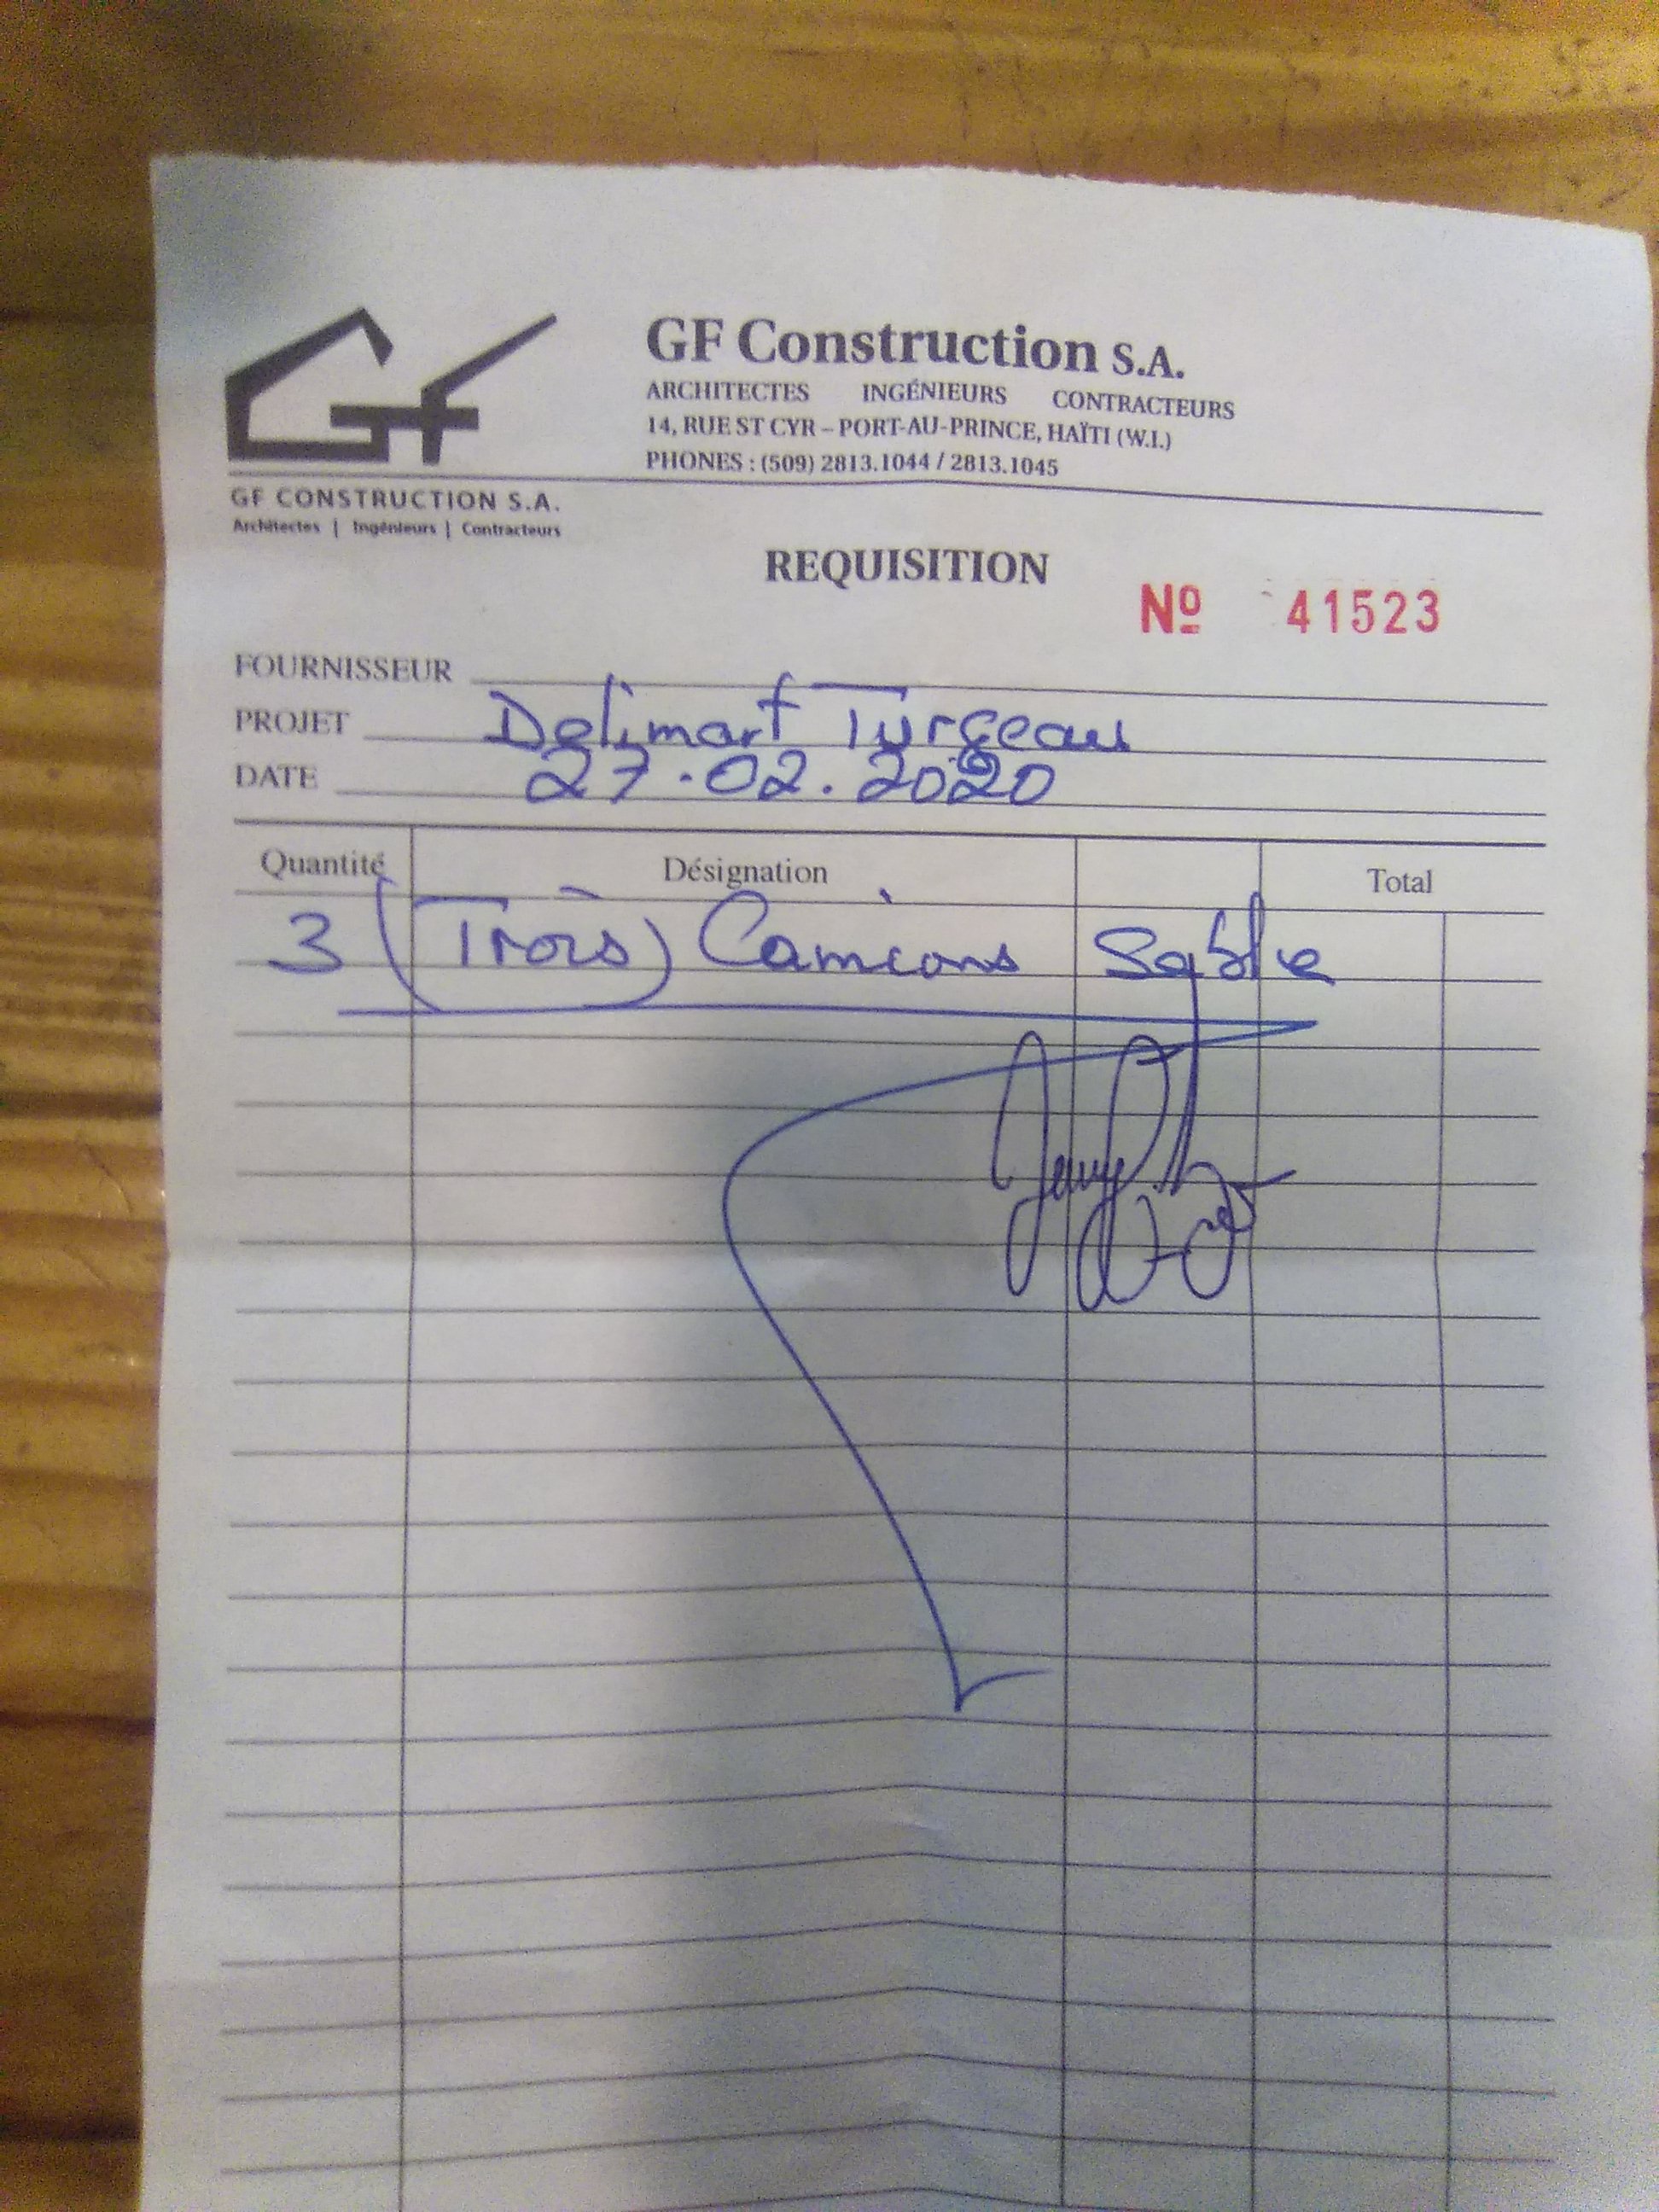 GF Construction S.A.
ARCHITECTES INGÉNIEURS CONTRACTEURS
14, RUE ST CYR – PORT-AU-PRINCE, HAÏTI (W.I.)
PHONES : (509) 2813.1044 / 2813.1045
GF CONSTRUCTION S.A.
Architectes | Ingénieurs | Contracteurs
REQUISITION
Nº 41523
FOURNISSEUR
PROJET Delimart Turgeau
DATE 27.02.2020
Quantité Désignation Total
3 (Trois) Camions Sable